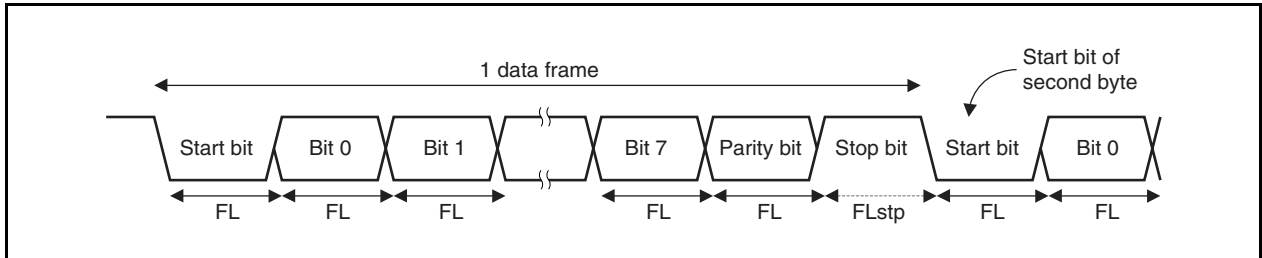 1 data frame
Start bit of
second byte
Start bit
Bit 0
Bit 1
Bit 7
Parity bit
Stop bit
Start bit
Bit 0
FL
FL
FL
FL
FL
FLstp
FL
FL